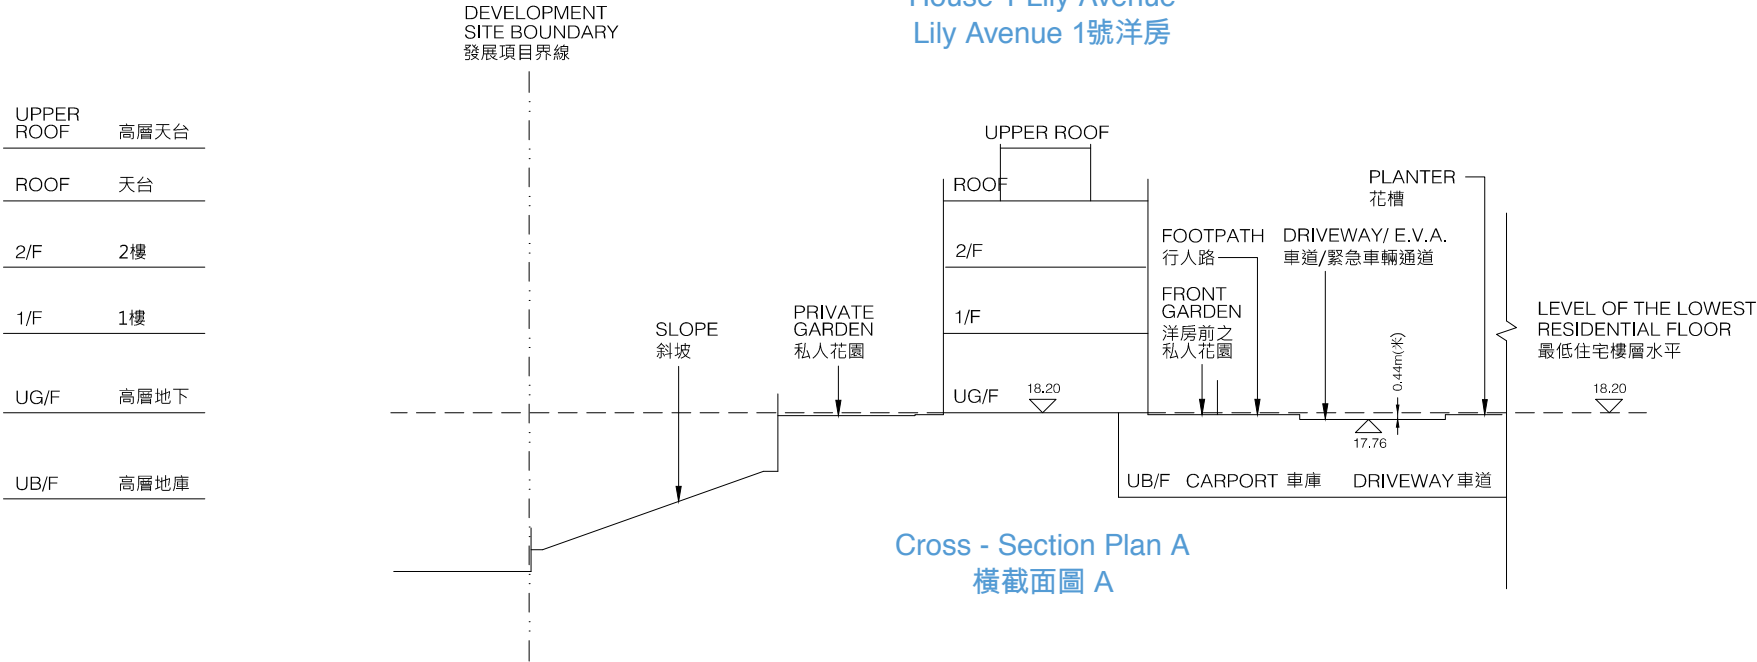 House 1 Lily Avenue
Lily Avenue 1號洋房
DEVELOPMENT
SITE BOUNDARY
發展項目界線
UPPER
ROOF 高層天台
ROOF 天台
2/F 2樓
1/F 1樓
UG/F 高層地下
UB/F 高層地庫
SLOPE
斜坡
PRIVATE
GARDEN
私人花園
UPPER ROOF
ROOF
2/F
1/F
UG/F
18.20
FOOTPATH
行人路
FRONT
GARDEN
洋房前之
私人花園
DRIVEWAY/ E.V.A.
車道/緊急車輛通道
PLANTER
花槽
0.44m(米)
17.76
UB/F CARPORT 車庫 DRIVEWAY 車道
LEVEL OF THE LOWEST
RESIDENTIAL FLOOR
最低住宅樓層水平
18.20
Cross - Section Plan A
橫截面圖 A